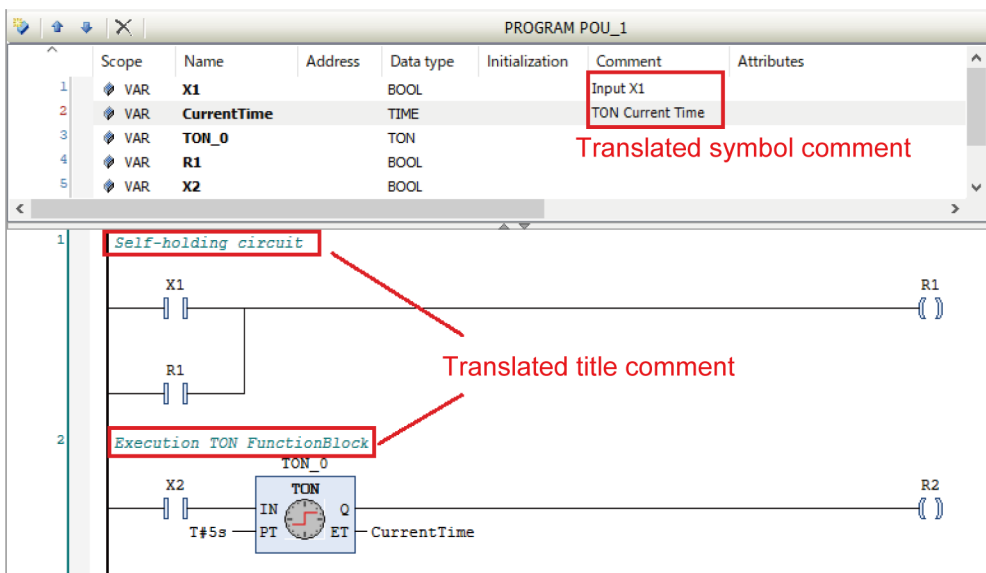 PROGRAM POU_1
Scope Name Address Data type Initialization Comment Attributes
1 VAR X1 BOOL Input X1
2 VAR CurrentTime TIME TON Current Time
3 VAR TON_0 TON
4 VAR R1 BOOL
5 VAR X2 BOOL
Translated symbol comment
1 Self-holding circuit
X1 R1
Translated title comment
R1
2 Execution TON FunctionBlock
TON_0
X2 TON R2
IN Q
T#5s PT ET CurrentTime